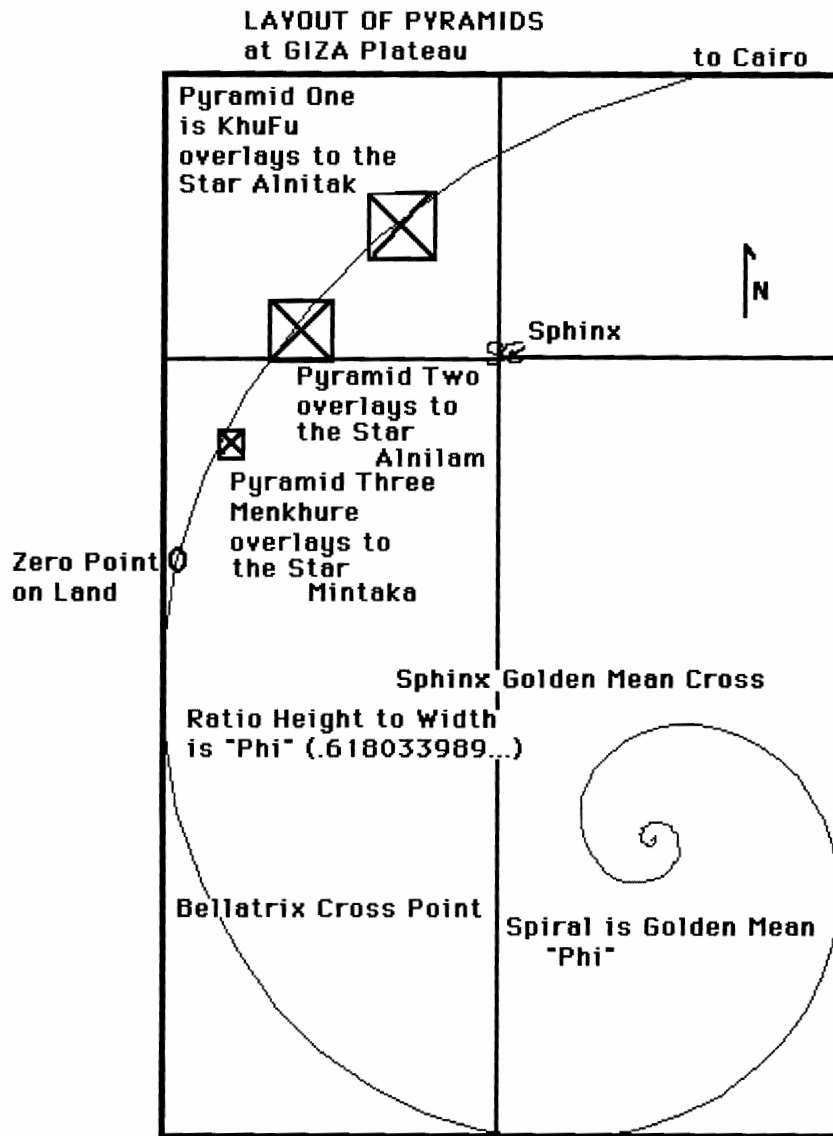 LAYOUT OF PYRAMIDS
at GIZA Plateau
to Cairo
Pyramid One
is KhuFu
overlays to the
Star Alnitak
N
Sphinx
Pyramid Two
overlays to
the Star
Alnilam
Pyramid Three
Menkhure
overlays to
the Star
Mintaka
Zero Point
on Land
Sphinx Golden Mean Cross
Ratio Height to Width
is "Phi" (.618033989...)
Bellatrix Cross Point
Spiral is Golden Mean
"Phi"